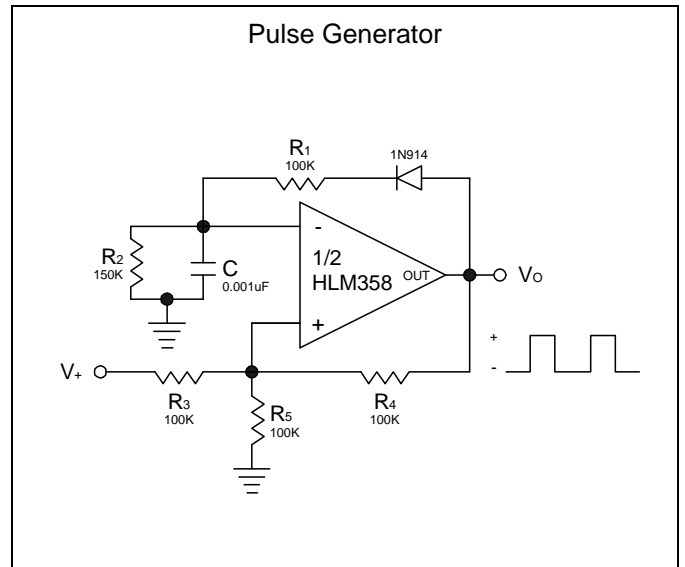 Pulse Generator
R1
100K
1N914
R2
150K
C
0.001uF
-
1/2
HLM358
OUT
+
VO
V+
R3
100K
R5
100K
R4
100K
+
-